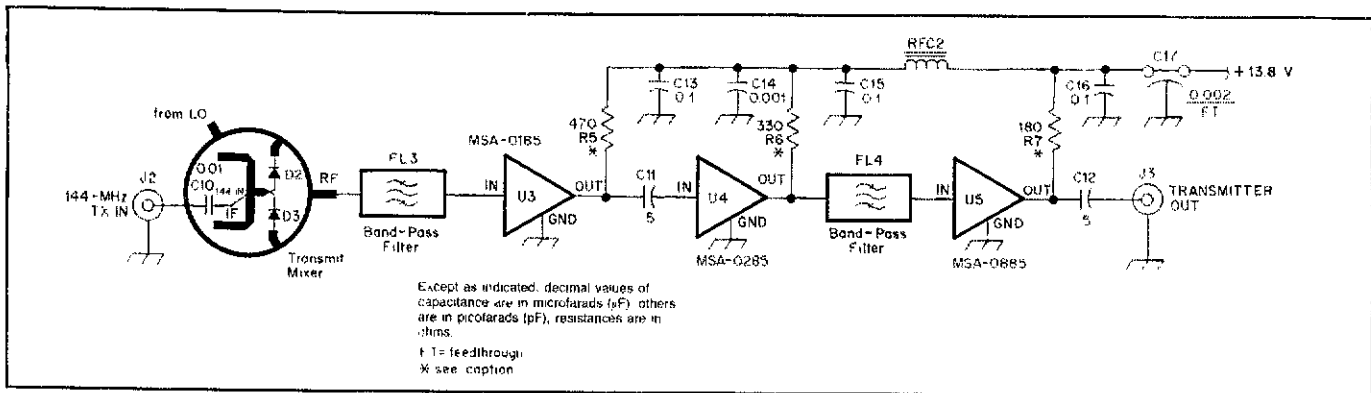 RFC2
C17
+13.8 V
C13
0.1
C14
0.001
C15
0.1
C16
0.1
0.002
FT
from LO
470
R5
*
330
R6
*
180
R7
*
MSA-0185
0.01
C10
144 IN
IF
D2
D3
RF
J2
144-MHz
TX IN
FL3
Band-Pass
Filter
IN
U3
OUT
GND
C11
5
IN
U4
OUT
GND
MSA-0285
FL4
Band-Pass
Filter
IN
U5
OUT
GND
MSA-0885
C12
5
J3
TRANSMITTER
OUT
Transmit
Mixer
Except as indicated, decimal values of
capacitance are in microfarads (µF), others
are in picofarads (pF), resistances are in
ohms.
FT= feedthrough
* see caption